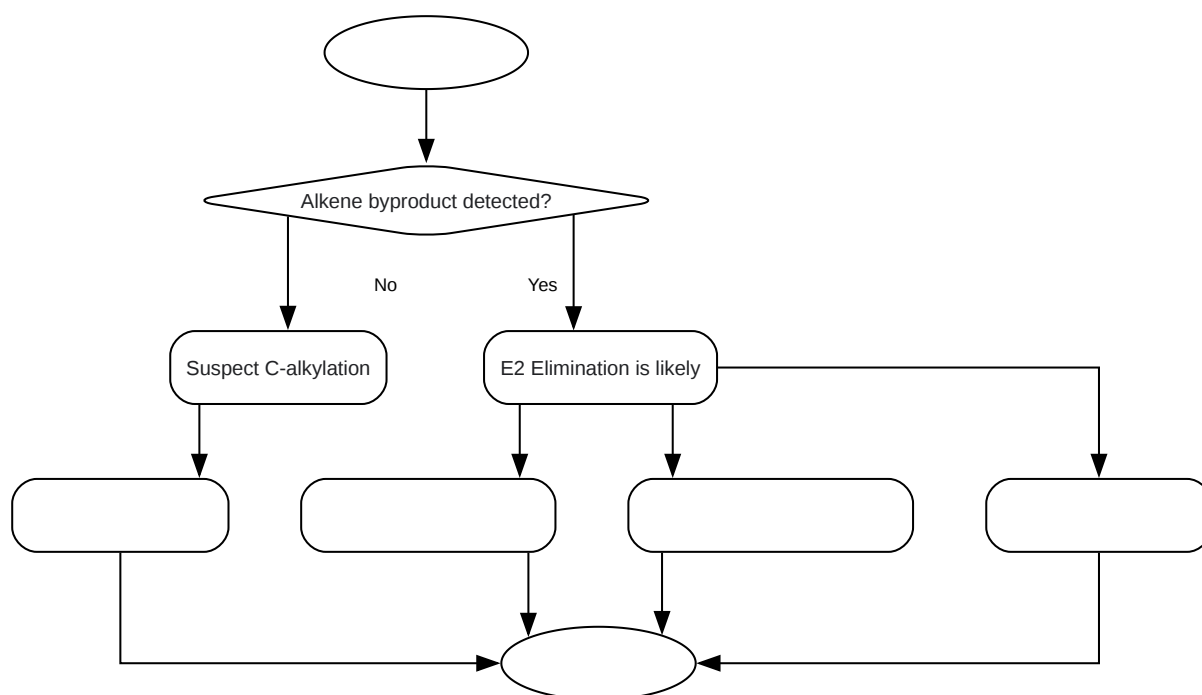 Alkene byproduct detected?
No
Yes
Suspect C-alkylation
E2 Elimination is likely